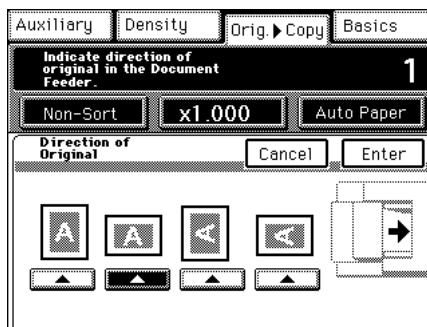 Auxiliary Density Orig.▶Copy Basics
Indicate direction of
original in the Document
Feeder.
1
Non-Sort x1.000 Auto Paper
Direction of
Original
Cancel Enter
A A A A